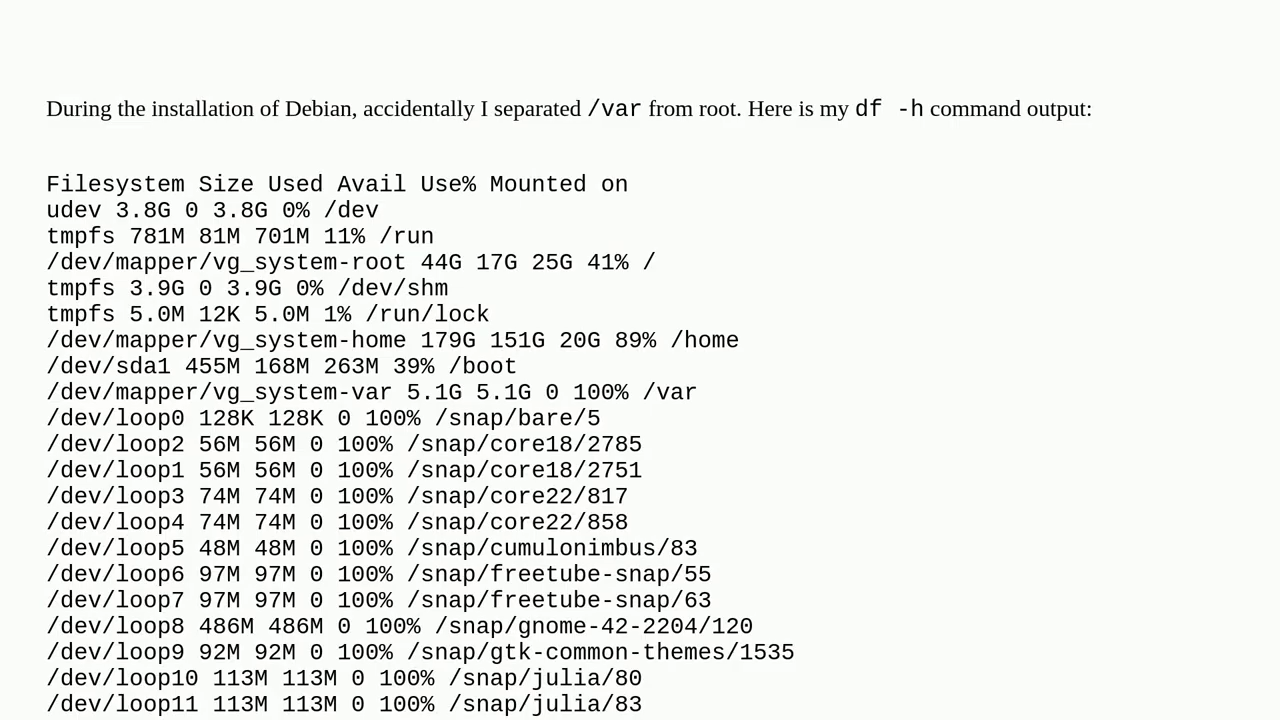 During the installation of Debian, accidentally I separated /var from root. Here is my df -h command output:
Filesystem Size Used Avail Use% Mounted on
udev 3.8G 0 3.8G 0% /dev
tmpfs 781M 81M 701M 11% /run
/dev/mapper/vg_system-root 44G 17G 25G 41% /
tmpfs 3.9G 0 3.9G 0% /dev/shm
tmpfs 5.0M 12K 5.0M 1% /run/lock
/dev/mapper/vg_system-home 179G 151G 20G 89% /home
/dev/sda1 455M 168M 263M 39% /boot
/dev/mapper/vg_system-var 5.1G 5.1G 0 100% /var
/dev/loop0 128K 128K 0 100% /snap/bare/5
/dev/loop2 56M 56M 0 100% /snap/core18/2785
/dev/loop1 56M 56M 0 100% /snap/core18/2751
/dev/loop3 74M 74M 0 100% /snap/core22/817
/dev/loop4 74M 74M 0 100% /snap/core22/858
/dev/loop5 48M 48M 0 100% /snap/cumulonimbus/83
/dev/loop6 97M 97M 0 100% /snap/freetube-snap/55
/dev/loop7 97M 97M 0 100% /snap/freetube-snap/63
/dev/loop8 486M 486M 0 100% /snap/gnome-42-2204/120
/dev/loop9 92M 92M 0 100% /snap/gtk-common-themes/1535
/dev/loop10 113M 113M 0 100% /snap/julia/80
/dev/loop11 113M 113M 0 100% /snap/julia/83